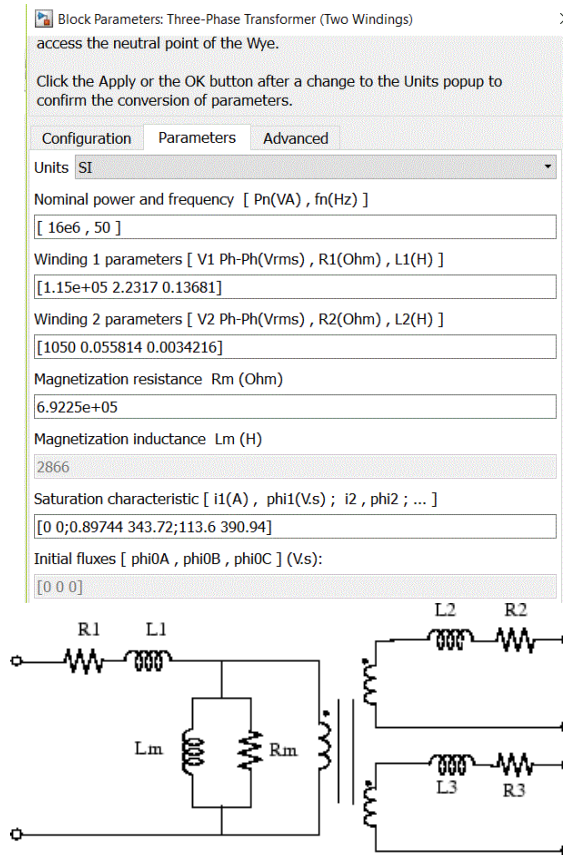 Block Parameters: Three-Phase Transformer (Two Windings)
access the neutral point of the Wye.
Click the Apply or the OK button after a change to the Units popup to
confirm the conversion of parameters.
Configuration Parameters Advanced
Units SI
Nominal power and frequency [ Pn(VA) , fn(Hz) ]
[ 16e6 , 50 ]
Winding 1 parameters [ V1 Ph-Ph(Vrms) , R1(Ohm) , L1(H) ]
[1.15e+05 2.2317 0.13681]
Winding 2 parameters [ V2 Ph-Ph(Vrms) , R2(Ohm) , L2(H) ]
[1050 0.055814 0.0034216]
Magnetization resistance Rm (Ohm)
6.9225e+05
Magnetization inductance Lm (H)
2866
Saturation characteristic [ i1(A) , phi1(V.s) ; i2 , phi2 ; ... ]
[0 0;0.89744 343.72;113.6 390.94]
Initial fluxes [ phi0A , phi0B , phi0C ] (V.s):
[0 0 0]
L2 R2
R1 L1
Lm Rm
L3 R3